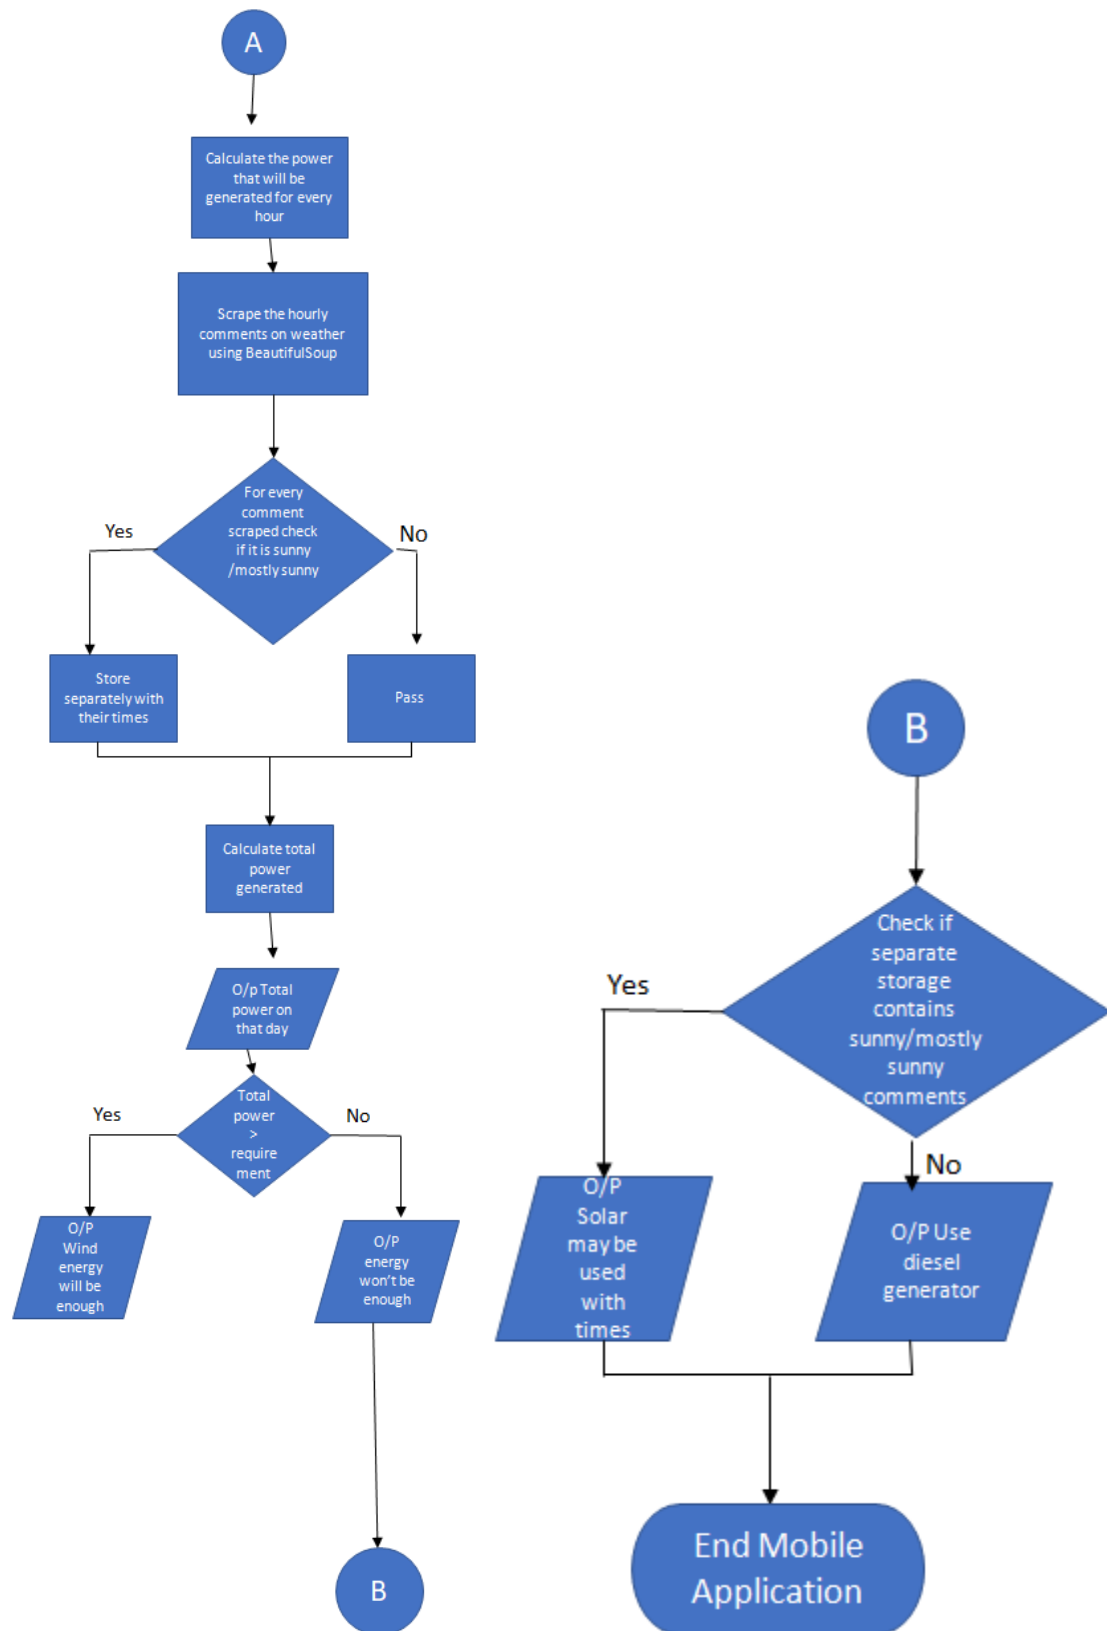 A
Calculate the power
that will be
generated for every
hour
Scrape the hourly
comments on weather
using BeautifulSoup
For every
comment
scraped check
if it is sunny
/mostly sunny
Yes
No
Store
separately with
their times
Pass
Calculate total
power
generated
O/p Total
power on
that day
Total
power
>
require
ment
Yes
No
O/P
Wind
energy
will be
enough
O/P
energy
won't be
enough
B
B
Check if
separate
storage
contains
sunny/mostly
sunny
comments
Yes
No
O/P
Solar
may be
used
with
times
O/P Use
diesel
generator
End Mobile
Application